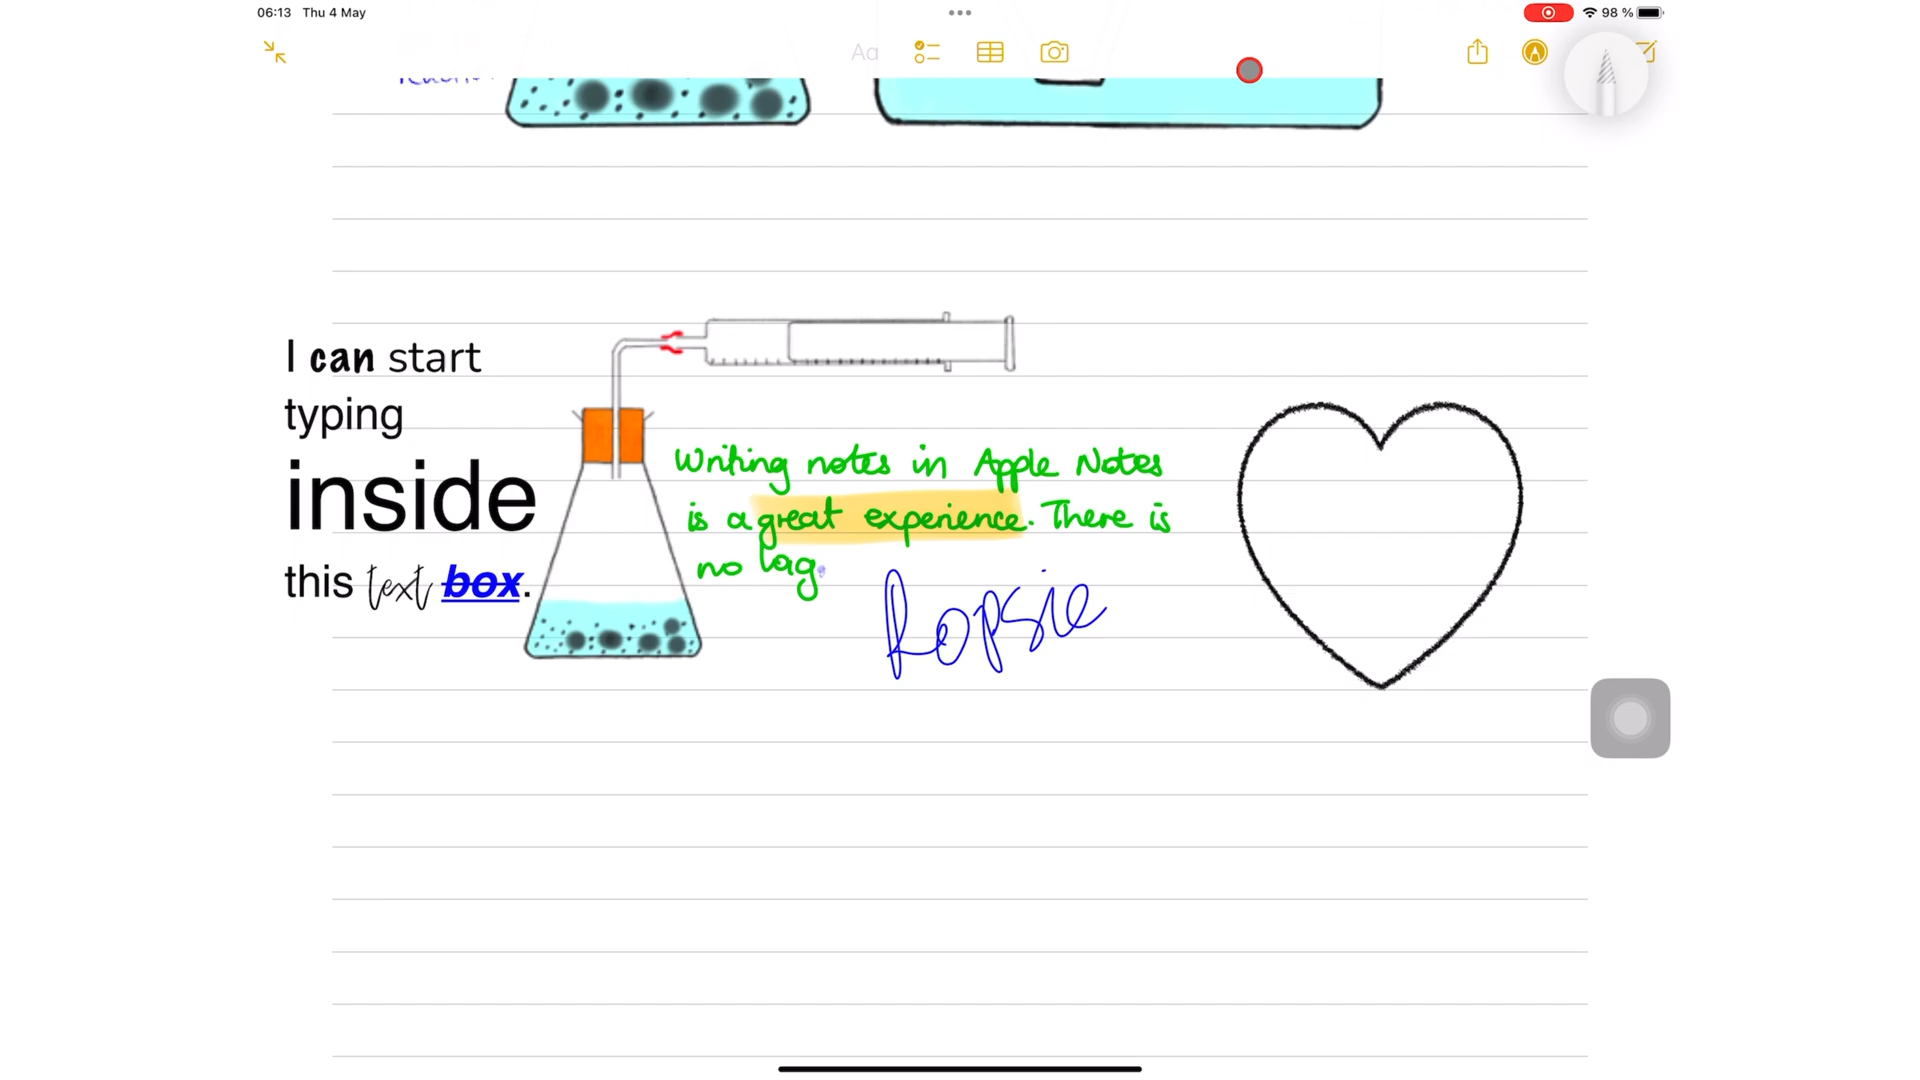 06:13 Thu 4 May
98 %
Aa
I can start
typing
inside
this text box.
Writing notes in Apple Notes
is a great experience. There is
no lag.
Ropsie